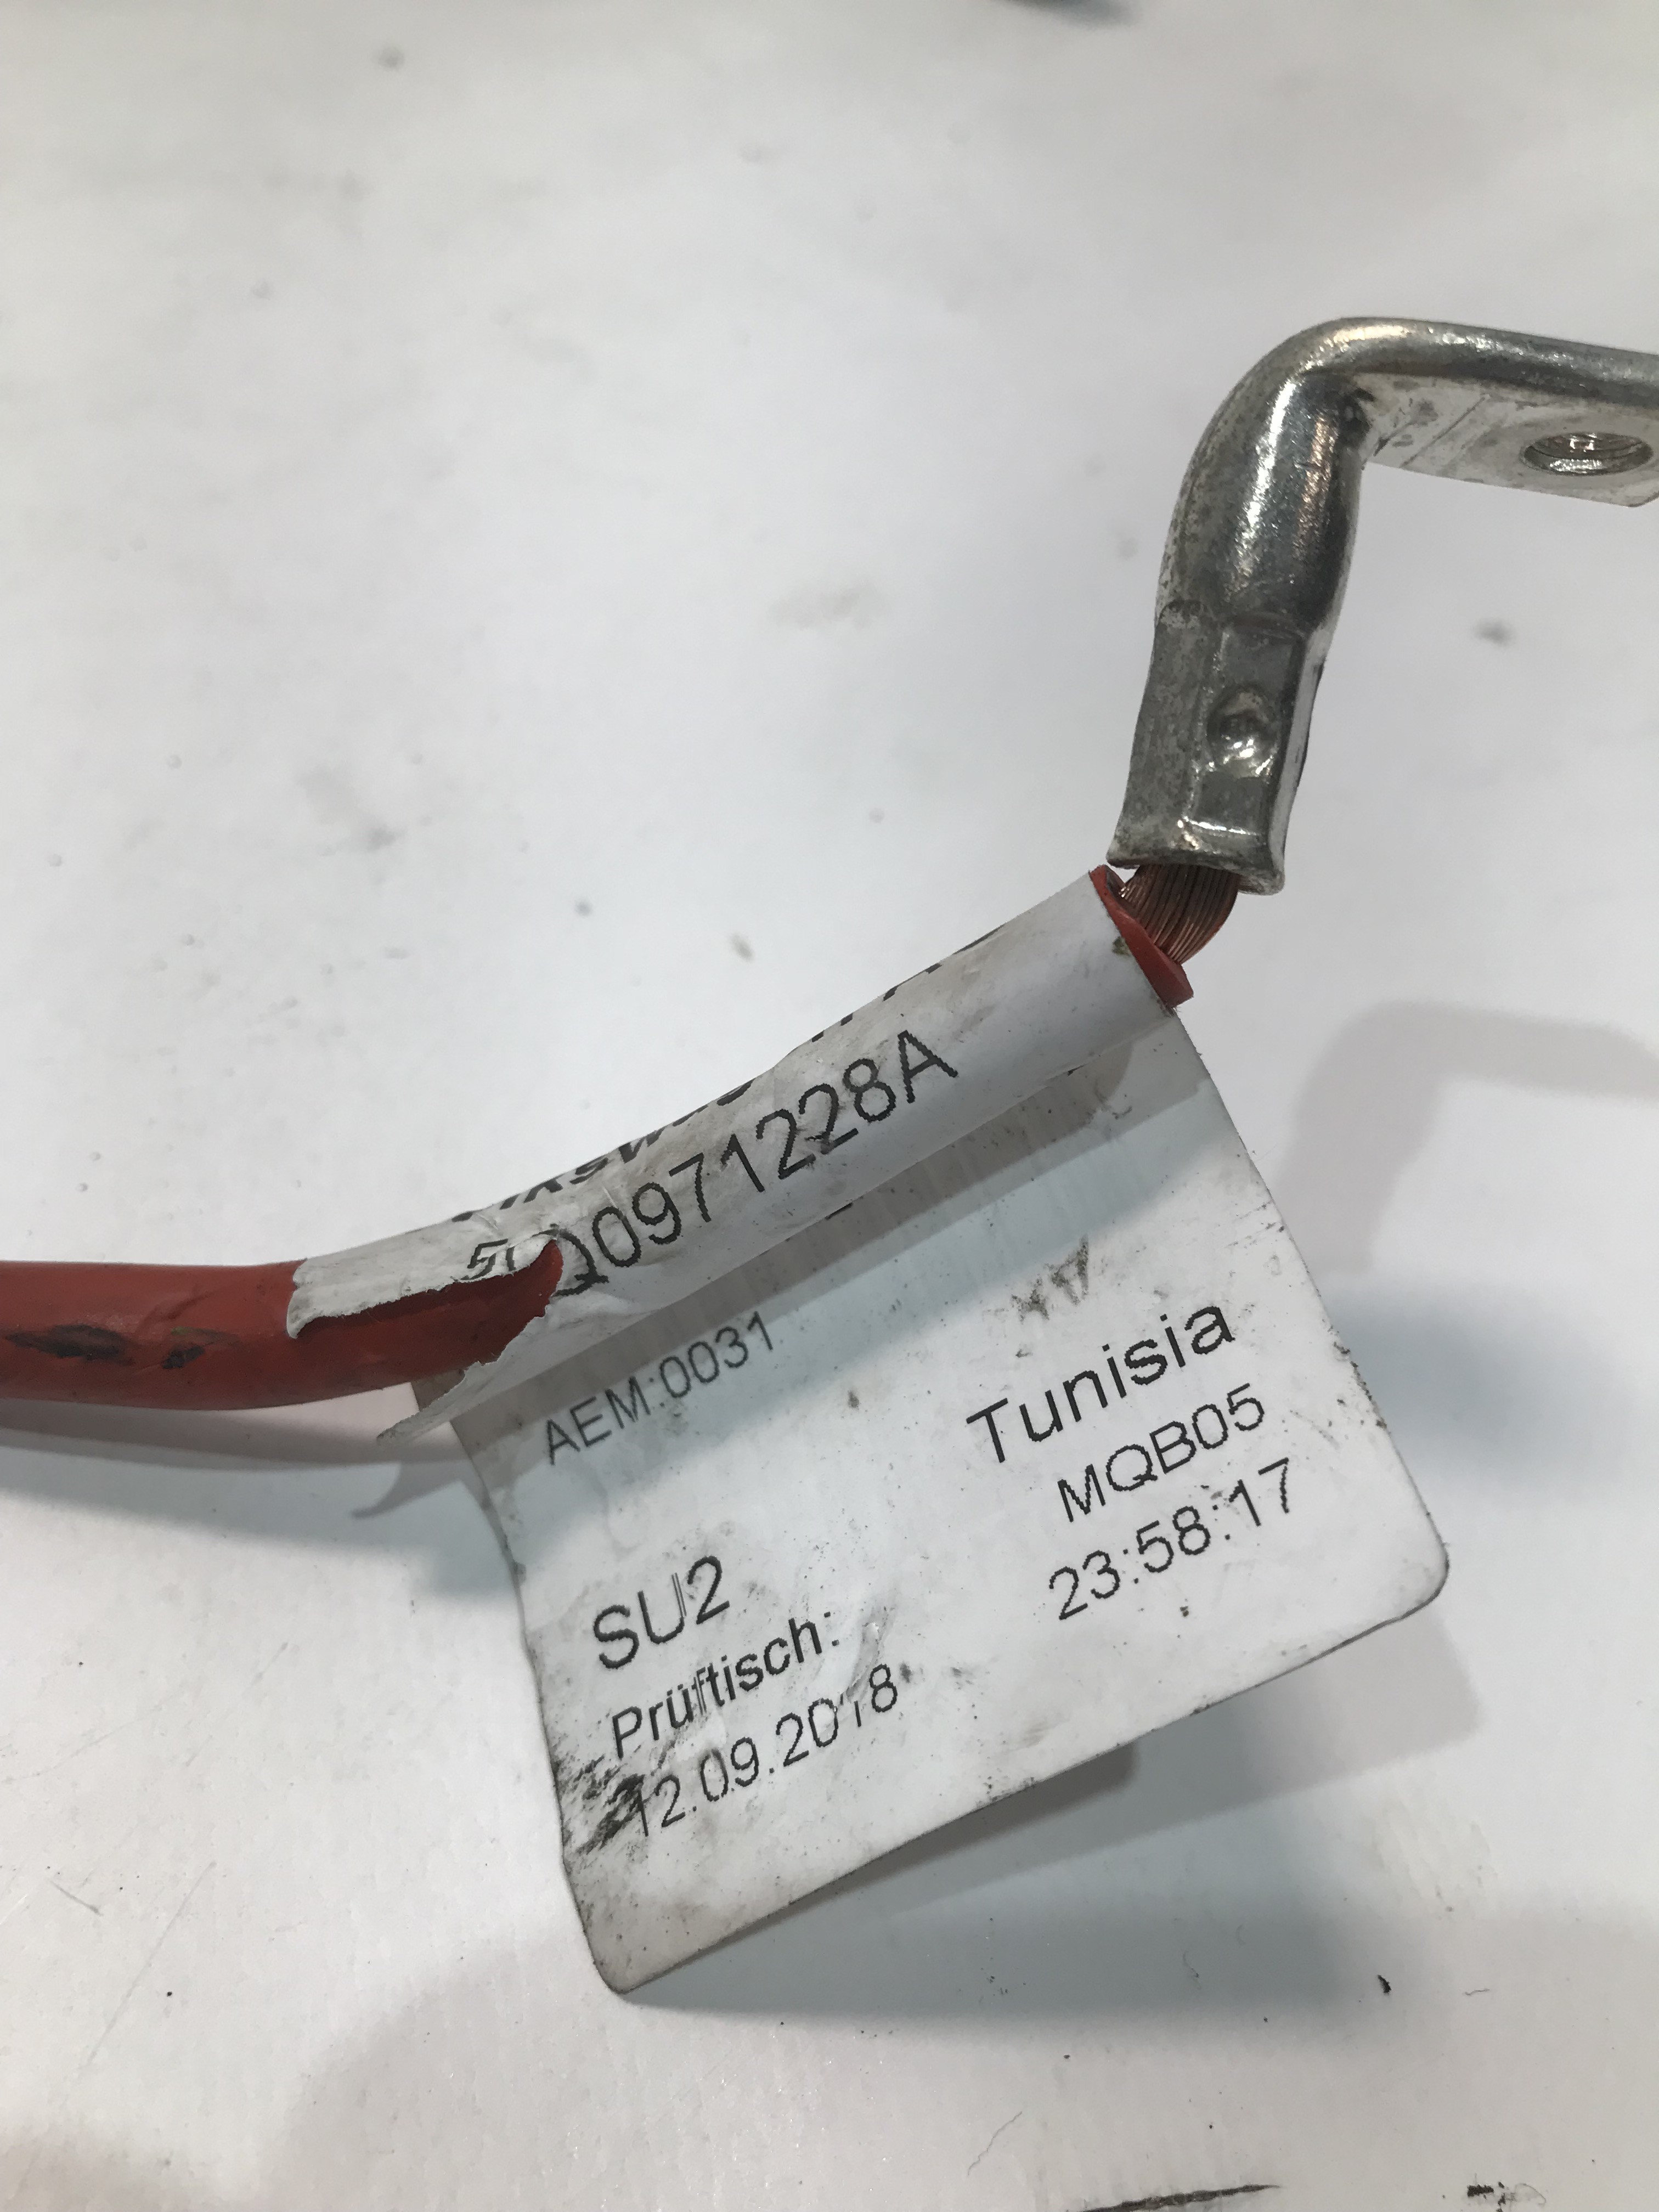 5Q0971228A
AEM:0031
SU2 Tunisia
Prüftisch: MQB05
12.09.2018 23:58:17